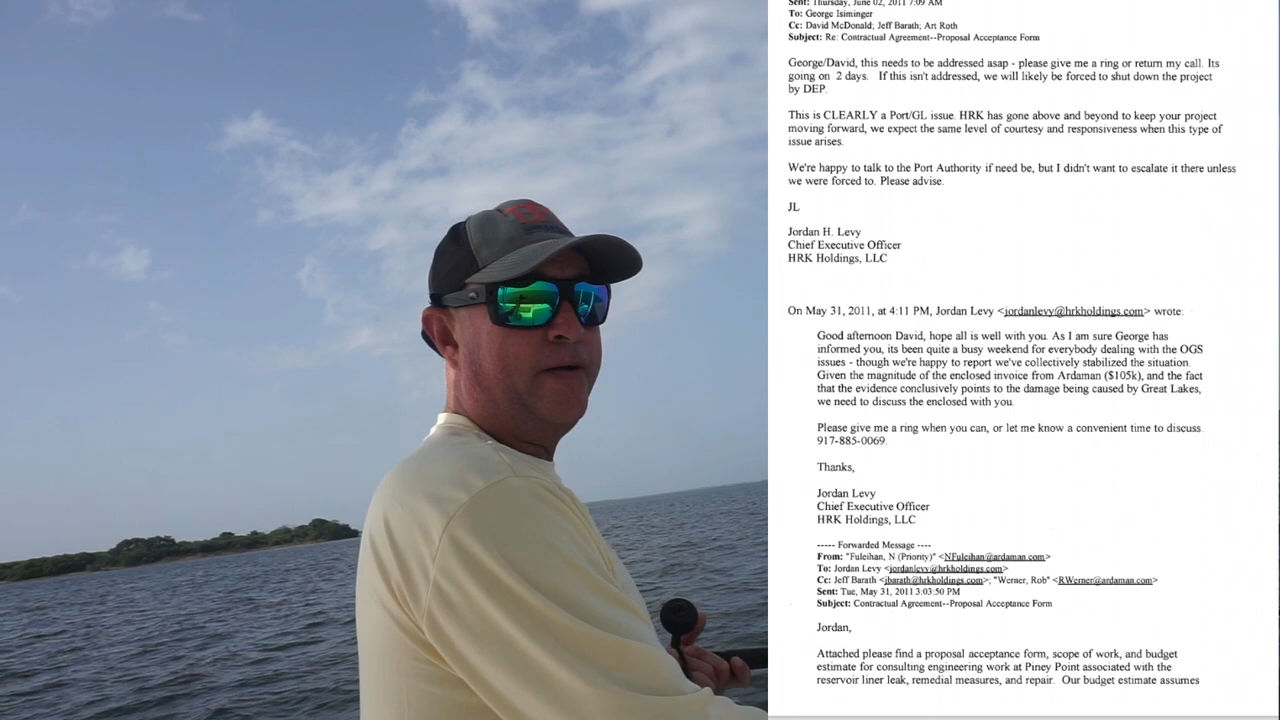 Sent: Thursday, June 02, 2011 7:09 AM
To: George Isiminger
Cc: David McDonald; Jeff Barath; Art Roth
Subject: Re: Contractual Agreement--Proposal Acceptance Form
George/David, this needs to be addressed asap - please give me a ring or return my call. Its
going on 2 days. If this isn't addressed, we will likely be forced to shut down the project
by DEP.
This is CLEARLY a Port/GL issue. HRK has gone above and beyond to keep your project
moving forward, we expect the same level of courtesy and responsiveness when this type of
issue arises.
We're happy to talk to the Port Authority if need be, but I didn't want to escalate it there unless
we were forced to. Please advise.
JL
Jordan H. Levy
Chief Executive Officer
HRK Holdings, LLC
On May 31, 2011, at 4:11 PM, Jordan Levy <jordanlevy@hrkholdings.com> wrote:
Good afternoon David, hope all is well with you. As I am sure George has
informed you, its been quite a busy weekend for everybody dealing with the OGS
issues - though we're happy to report we've collectively stabilized the situation.
Given the magnitude of the enclosed invoice from Ardaman ($105k), and the fact
that the evidence conclusively points to the damage being caused by Great Lakes,
we need to discuss the enclosed with you.
Please give me a ring when you can, or let me know a convenient time to discuss.
917-885-0069.
Thanks,
Jordan Levy
Chief Executive Officer
HRK Holdings, LLC
----- Forwarded Message ----
From: "Fuleihan, N (Priority)" <NFuleihan@ardaman.com>
To: Jordan Levy <jordanlevy@hrkholdings.com>
Cc: Jeff Barath <jbarath@hrkholdings.com>; "Werner, Rob" <RWerner@ardaman.com>
Sent: Tue, May 31, 2011 3:03:50 PM
Subject: Contractual Agreement--Proposal Acceptance Form
Jordan,
Attached please find a proposal acceptance form, scope of work, and budget
estimate for consulting engineering work at Piney Point associated with the
reservoir liner leak, remedial measures, and repair. Our budget estimate assumes